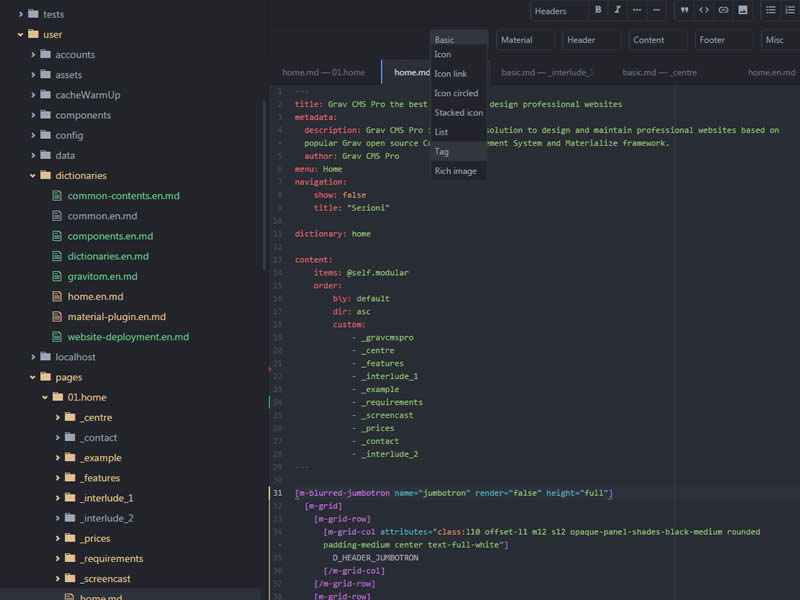 tests
user
accounts
assets
cacheWarmUp
components
config
data
dictionaries
common-contents.en.md
common.en.md
components.en.md
dictionaries.en.md
gravitom.en.md
home.en.md
material-plugin.en.md
website-deployment.en.md
localhost
pages
01.home
_centre
_contact
_example
_features
_interlude_1
_interlude_2
_prices
_requirements
_screencast
home.md
Headers B I
Basic Material Header Content Footer Misc
Icon
Icon link
Icon circled
Stacked icon
List
Tag
Rich image
home.md — 01.home home.md basic.md — _interlude_ basic.md — _centre home.en.md
1 ---
2 title: Grav CMS Pro the best design professional websites
3 metadata:
4 description: Grav CMS Pro solution to design and maintain professional websites based on
• popular Grav open source Co ement System and Materialize framework.
5 author: Grav CMS Pro
6 menu: Home
7 navigation:
8 show: false
9 title: "Sezioni"
10
11 dictionary: home
12
13 content:
14 items: @self.modular
15 order:
16 b\y: default
17 dir: asc
18 custom:
19 - _gravcmspro
20 - _centre
21 - _features
22 - _interlude_1
23 - _example
24 - _requirements
25 - _screencast
26 - _prices
27 - _contact
28 - _interlude_2
29 ---
30
31 [m-blurred-jumbotron name="jumbotron" render="false" height="full"]
32 [m-grid]
33 [m-grid-row]
34 [m-grid-col attributes="class:l10 offset-l1 m12 s12 opaque-panel-shades-black-medium rounded
• padding-medium center text-full-white"]
35 D_HEADER_JUMBOTRON
36 [/m-grid-col]
37 [/m-grid-row]
38 [m-grid-row]